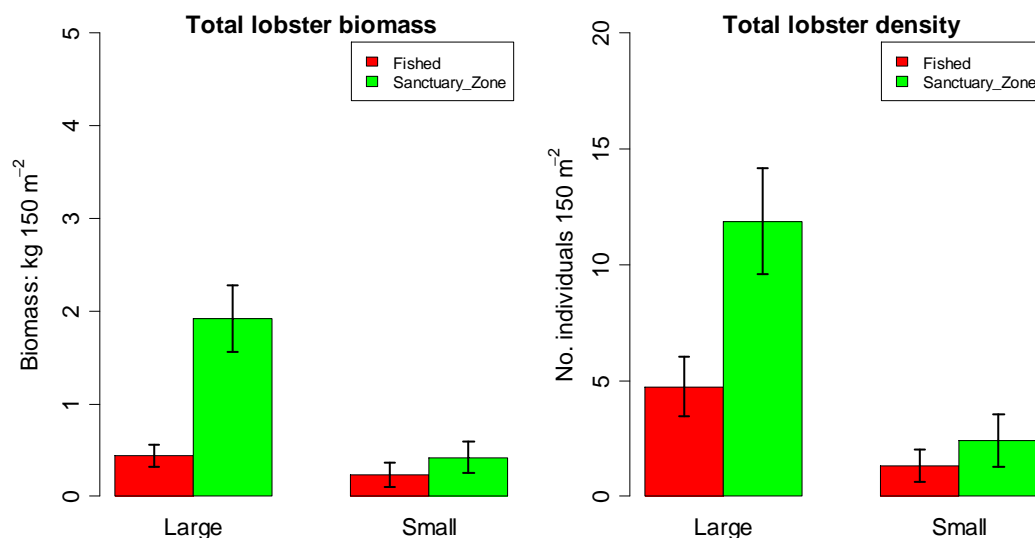 Total lobster biomass
Fished
Sanctuary_Zone
Biomass: kg 150 m⁻²
5
4
3
2
1
0
Large
Small
Total lobster density
Fished
Sanctuary_Zone
No. individuals 150 m⁻²
20
15
10
5
0
Large
Small